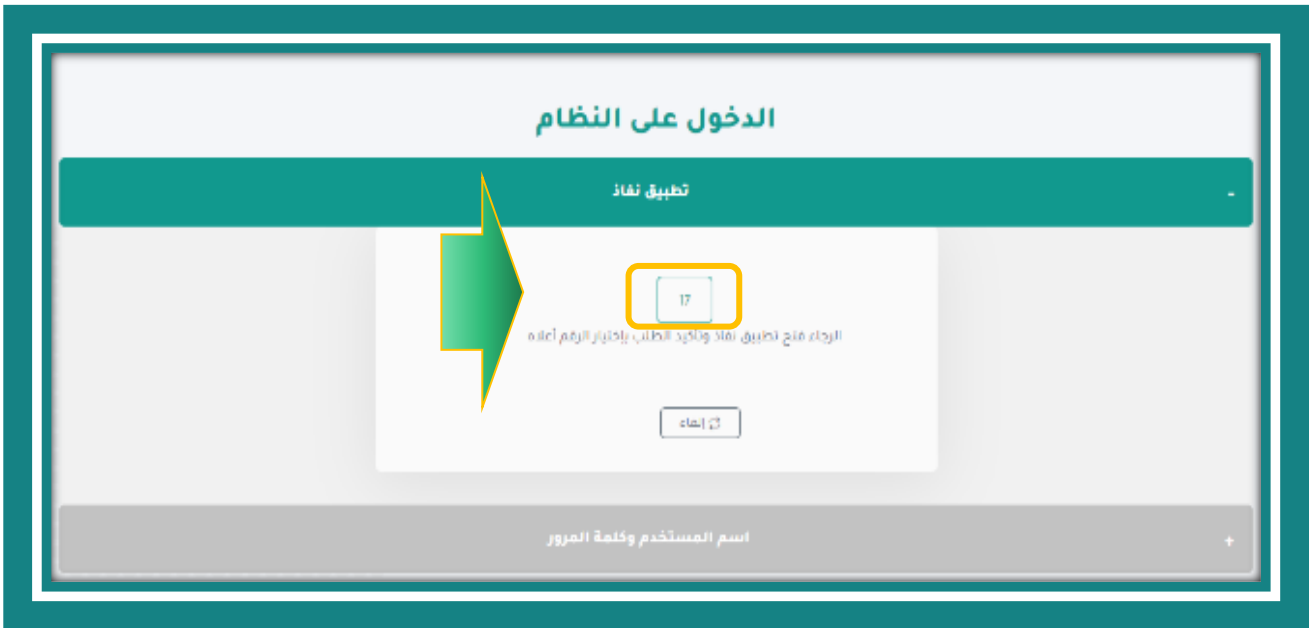 الدخول على النظام
تطبيق نفاذ
-
17
الرجاء فتح تطبيق نفاذ وتأكيد الطلب بإختيار الرقم أعلاه
إلغاء
اسم المستخدم وكلمة المرور
+